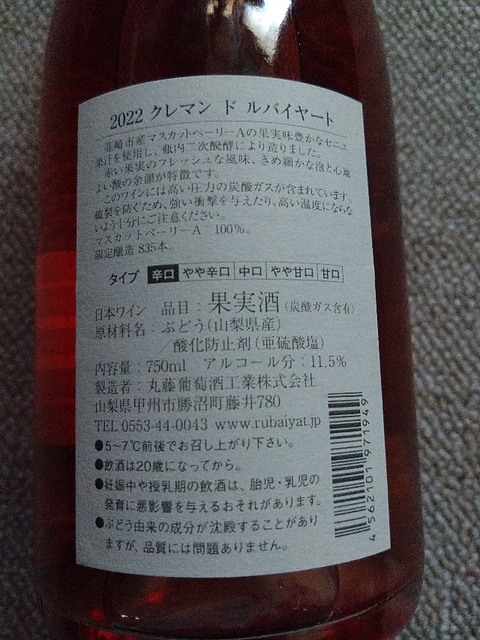 2022 クレマン ド ルバイヤート
韮崎市産マスカットベーリーAの果実味豊かなセニエ
果汁を使用し、瓶内二次醗酵により造りました。
赤い果実のフレッシュな風味、きめ細かな泡と心地
よい酸の余韻が特徴です。
このワインには高い圧力の炭酸ガスが含まれています。
破裂を防ぐため、強い衝撃を与えたり、高い温度にならな
いよう十分にご注意ください。
マスカットベーリーA 100%。
限定醸造 835本。
タイプ 辛口 やや辛口 中口 やや甘口 甘口
日本ワイン 品目：果実酒（炭酸ガス含有）
原材料名：ぶどう(山梨県産)
／酸化防止剤（亜硫酸塩）
内容量：750ml アルコール分：11.5%
製造者：丸藤葡萄酒工業株式会社
山梨県甲州市勝沼町藤井780
TEL 0553-44-0043 www.rubaiyat.jp
●5~7℃前後でお召し上がり下さい。
●飲酒は20歳になってから。
●妊娠中や授乳期の飲酒は、胎児・乳児の
発育に悪影響を与えるおそれがあります。
●ぶどう由来の成分が沈殿することがあり
ますが、品質には問題ありません。
4 562101 971949